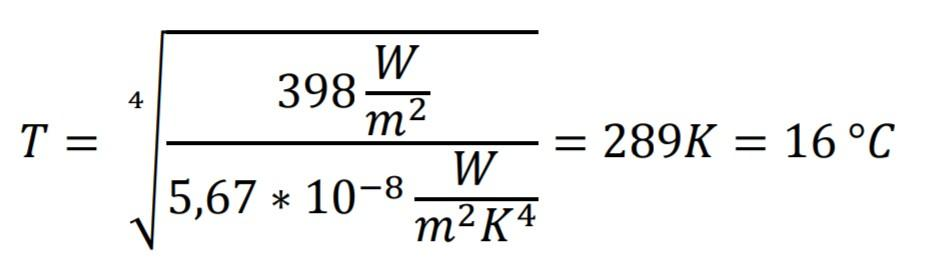 T = ⁴√(398 W/m² / 5,67 * 10⁻⁸ W/m²K⁴) = 289K = 16 °C